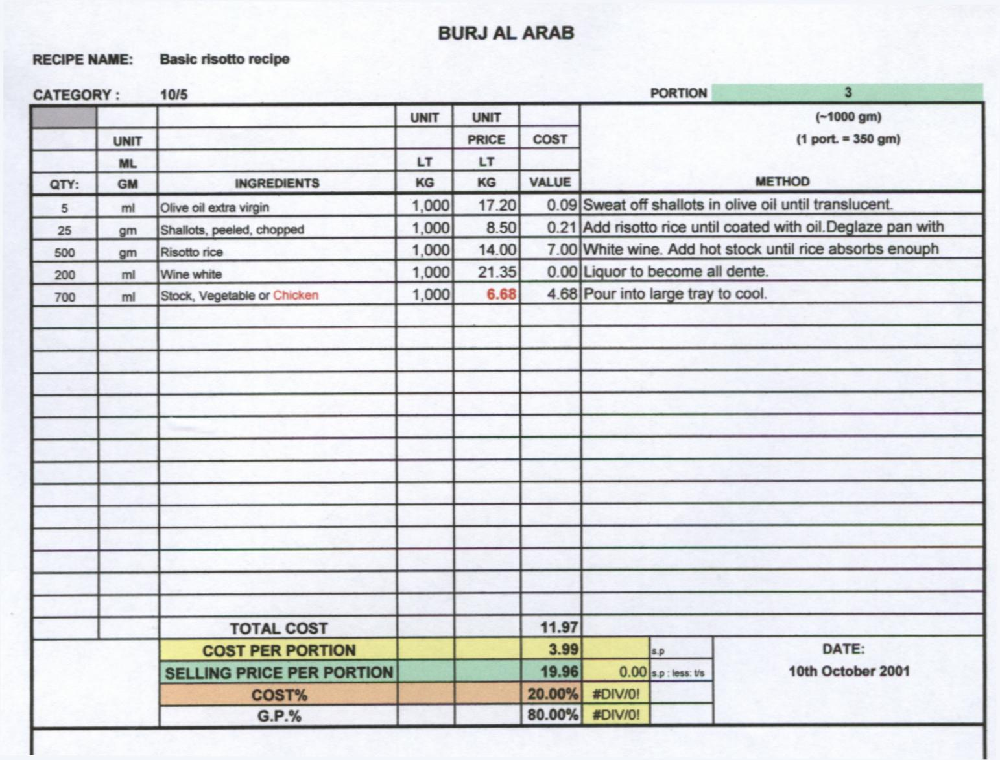 BURJ AL ARAB
RECIPE NAME: Basic risotto recipe
CATEGORY : 10/5 PORTION 3
UNIT UNIT (~1000 gm)
UNIT PRICE COST (1 port. = 350 gm)
ML LT LT
QTY: GM INGREDIENTS KG KG VALUE METHOD
5 ml Olive oil extra virgin 1,000 17.20 0.09 Sweat off shallots in olive oil until translucent.
25 gm Shallots, peeled, chopped 1,000 8.50 0.21 Add risotto rice until coated with oil.Deglaze pan with
500 gm Risotto rice 1,000 14.00 7.00 White wine. Add hot stock until rice absorbs enouph
200 ml Wine white 1,000 21.35 0.00 Liquor to become all dente.
700 ml Stock, Vegetable or Chicken 1,000 6.68 4.68 Pour into large tray to cool.
TOTAL COST 11.97
COST PER PORTION 3.99 s.p DATE:
SELLING PRICE PER PORTION 19.96 0.00 s.p : less: t/s 10th October 2001
COST% 20.00% #DIV/0!
G.P.% 80.00% #DIV/0!